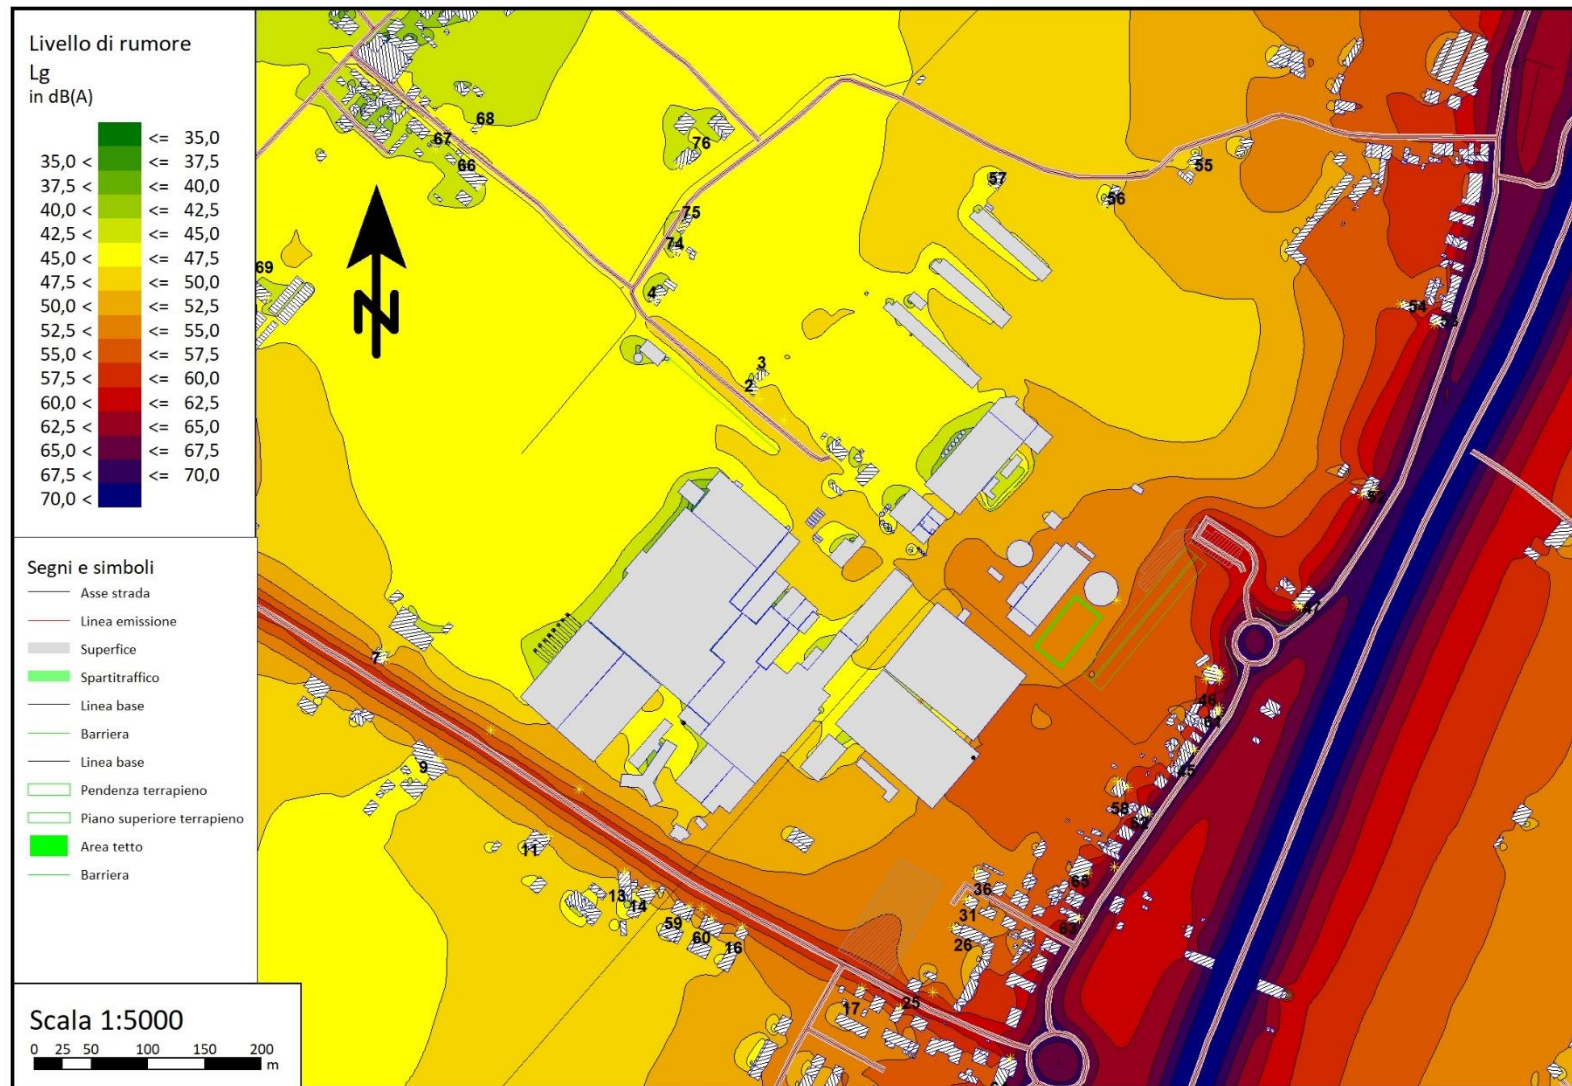 Livello di rumore
Lg
in dB(A)
<= 35,0
35,0 < <= 37,5
37,5 < <= 40,0
40,0 < <= 42,5
42,5 < <= 45,0
45,0 < <= 47,5
47,5 < <= 50,0
50,0 < <= 52,5
52,5 < <= 55,0
55,0 < <= 57,5
57,5 < <= 60,0
60,0 < <= 62,5
62,5 < <= 65,0
65,0 < <= 67,5
67,5 < <= 70,0
70,0 <
Segni e simboli
Asse strada
Linea emissione
Superfice
Spartitraffico
Linea base
Barriera
Linea base
Pendenza terrapieno
Piano superiore terrapieno
Area tetto
Barriera
Scala 1:5000
0 25 50 100 150 200
m
N
68
67
66
76
55
57
56
75
74
69
4
54
3
2
52
47
7
46
9
45
58
11
65
36
13
14
31
63
59
60
26
16
17
25